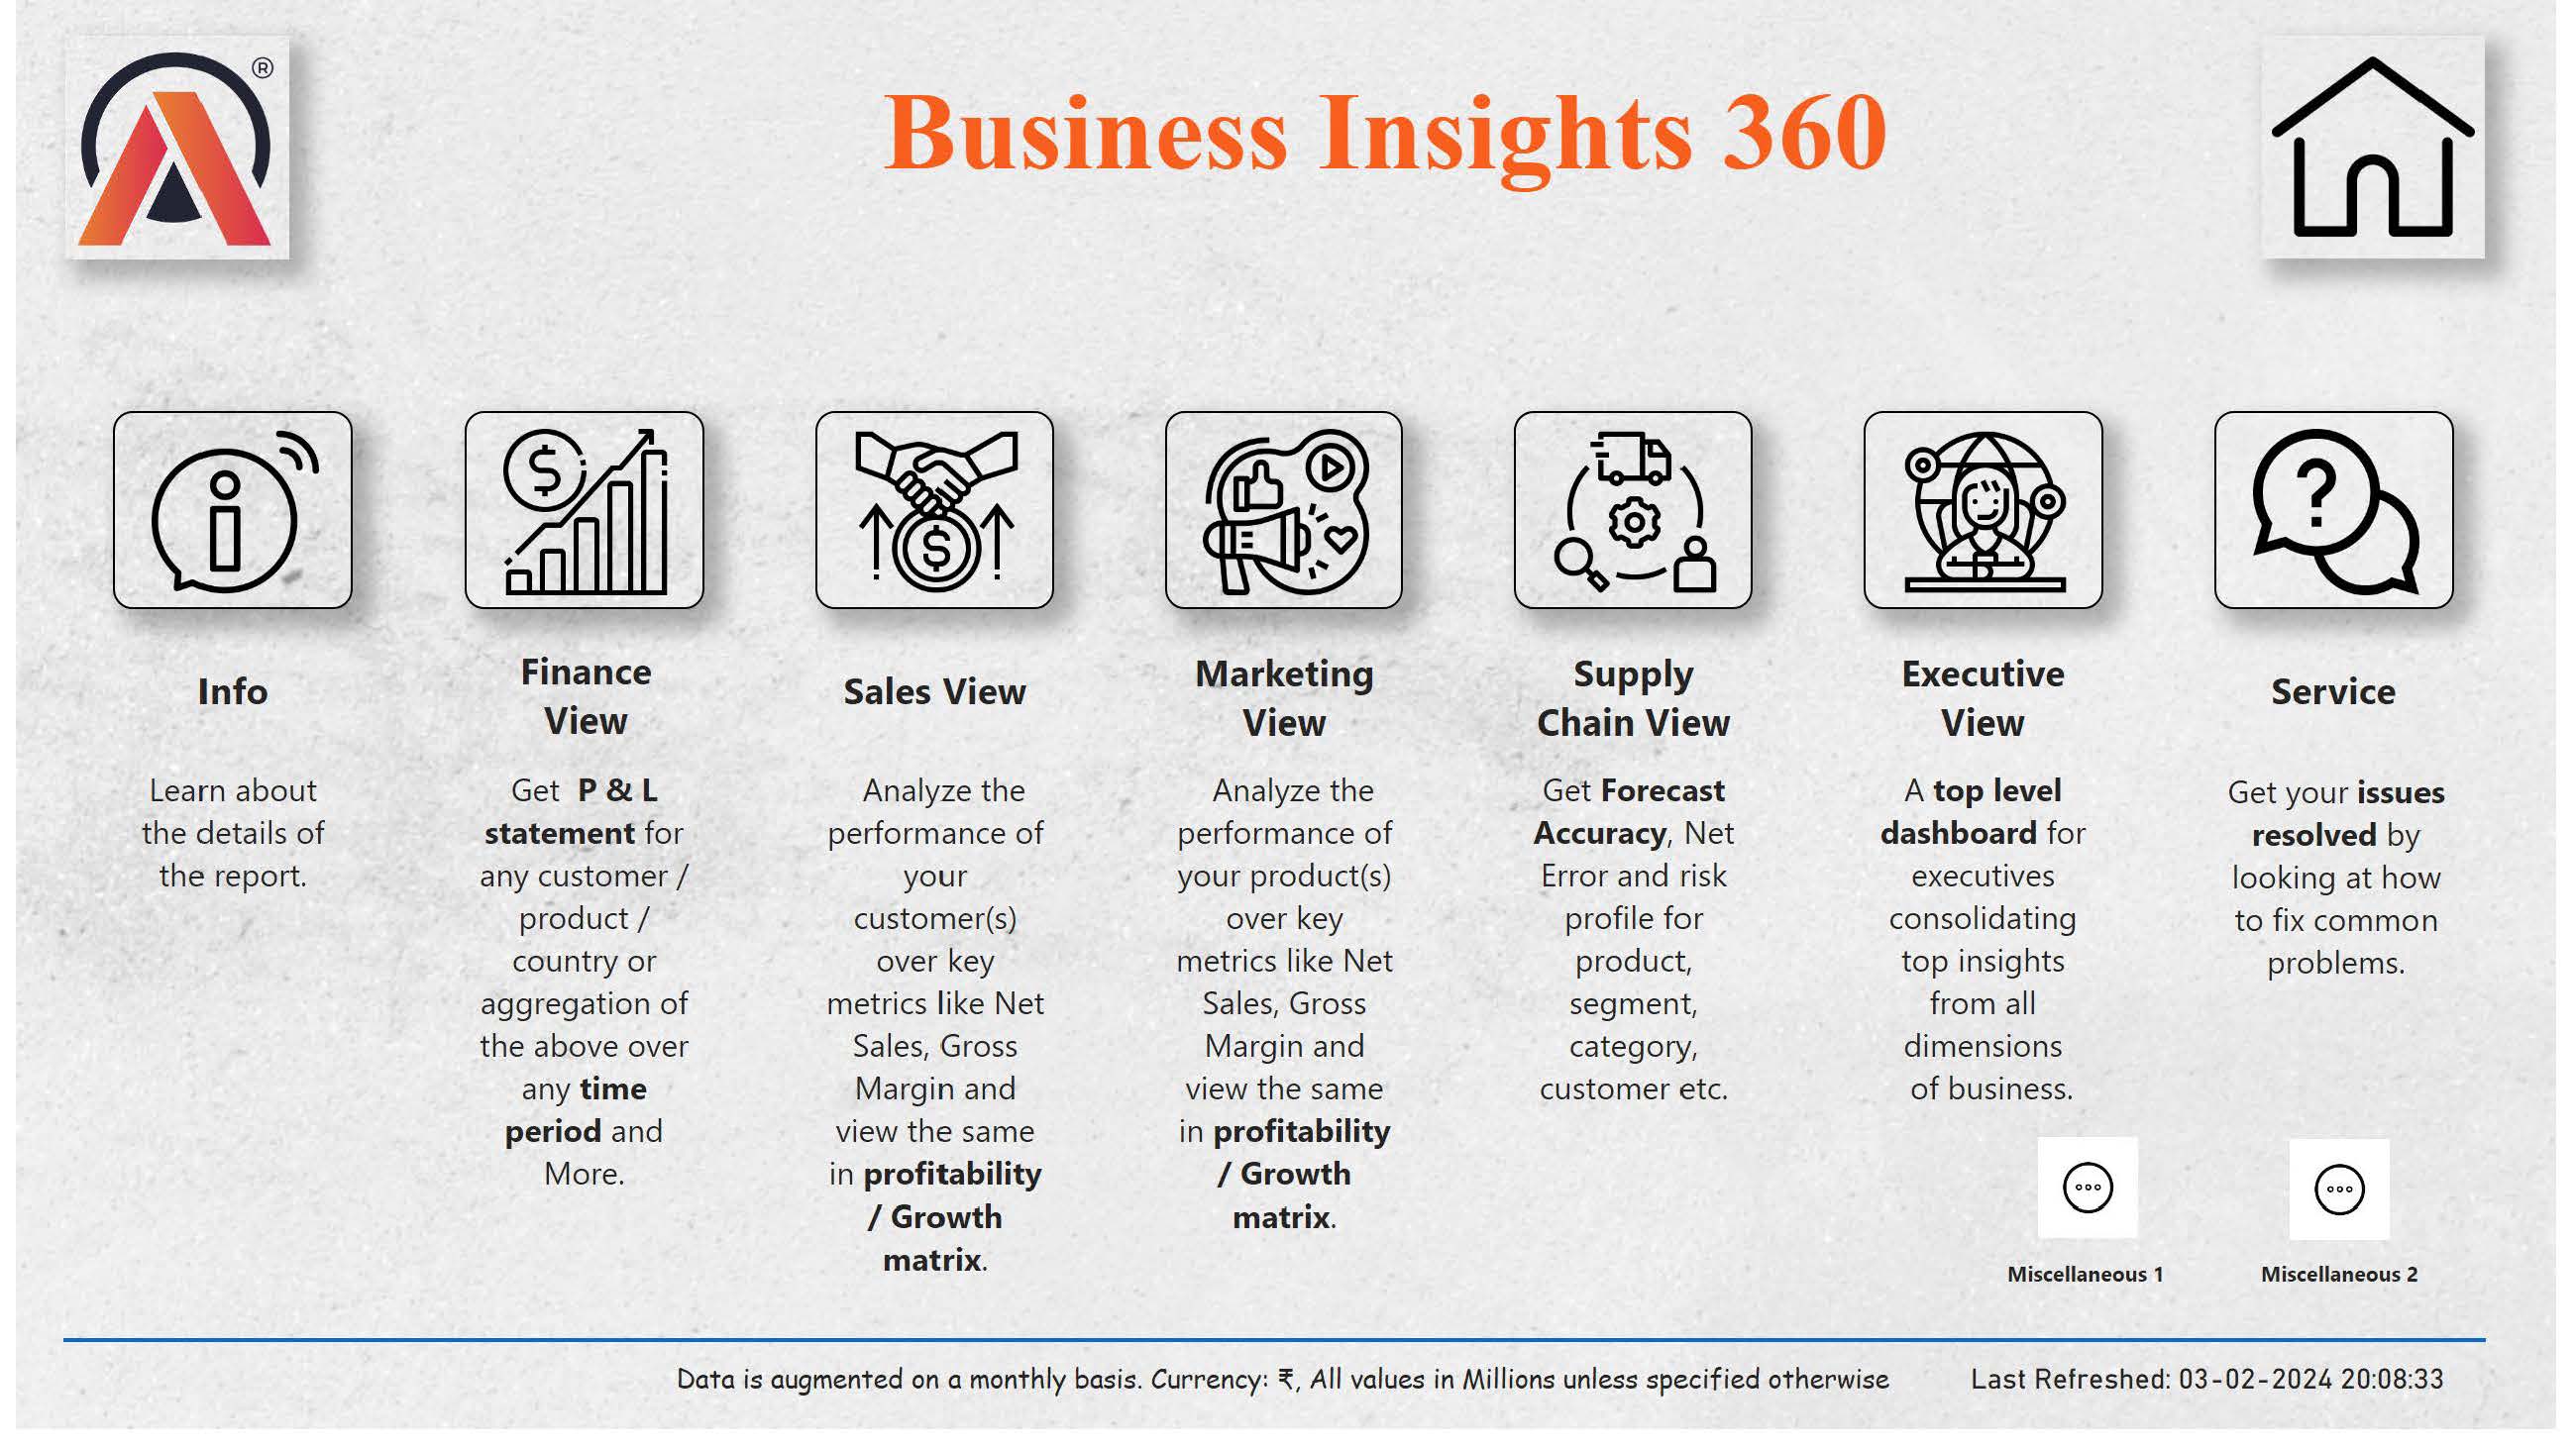 ®
Business Insights 360
Info
Learn about
the details of
the report.
Finance
View
Get P & L
statement for
any customer /
product /
country or
aggregation of
the above over
any time
period and
More.
Sales View
Analyze the
performance of
your
customer(s)
over key
metrics like Net
Sales, Gross
Margin and
view the same
in profitability
/ Growth
matrix.
Marketing
View
Analyze the
performance of
your product(s)
over key
metrics like Net
Sales, Gross
Margin and
view the same
in profitability
/ Growth
matrix.
Supply
Chain View
Get Forecast
Accuracy, Net
Error and risk
profile for
product,
segment,
category,
customer etc.
Executive
View
A top level
dashboard for
executives
consolidating
top insights
from all
dimensions
of business.
Service
Get your issues
resolved by
looking at how
to fix common
problems.
Miscellaneous 1
Miscellaneous 2
Data is augmented on a monthly basis. Currency: ₹, All values in Millions unless specified otherwise
Last Refreshed: 03-02-2024 20:08:33